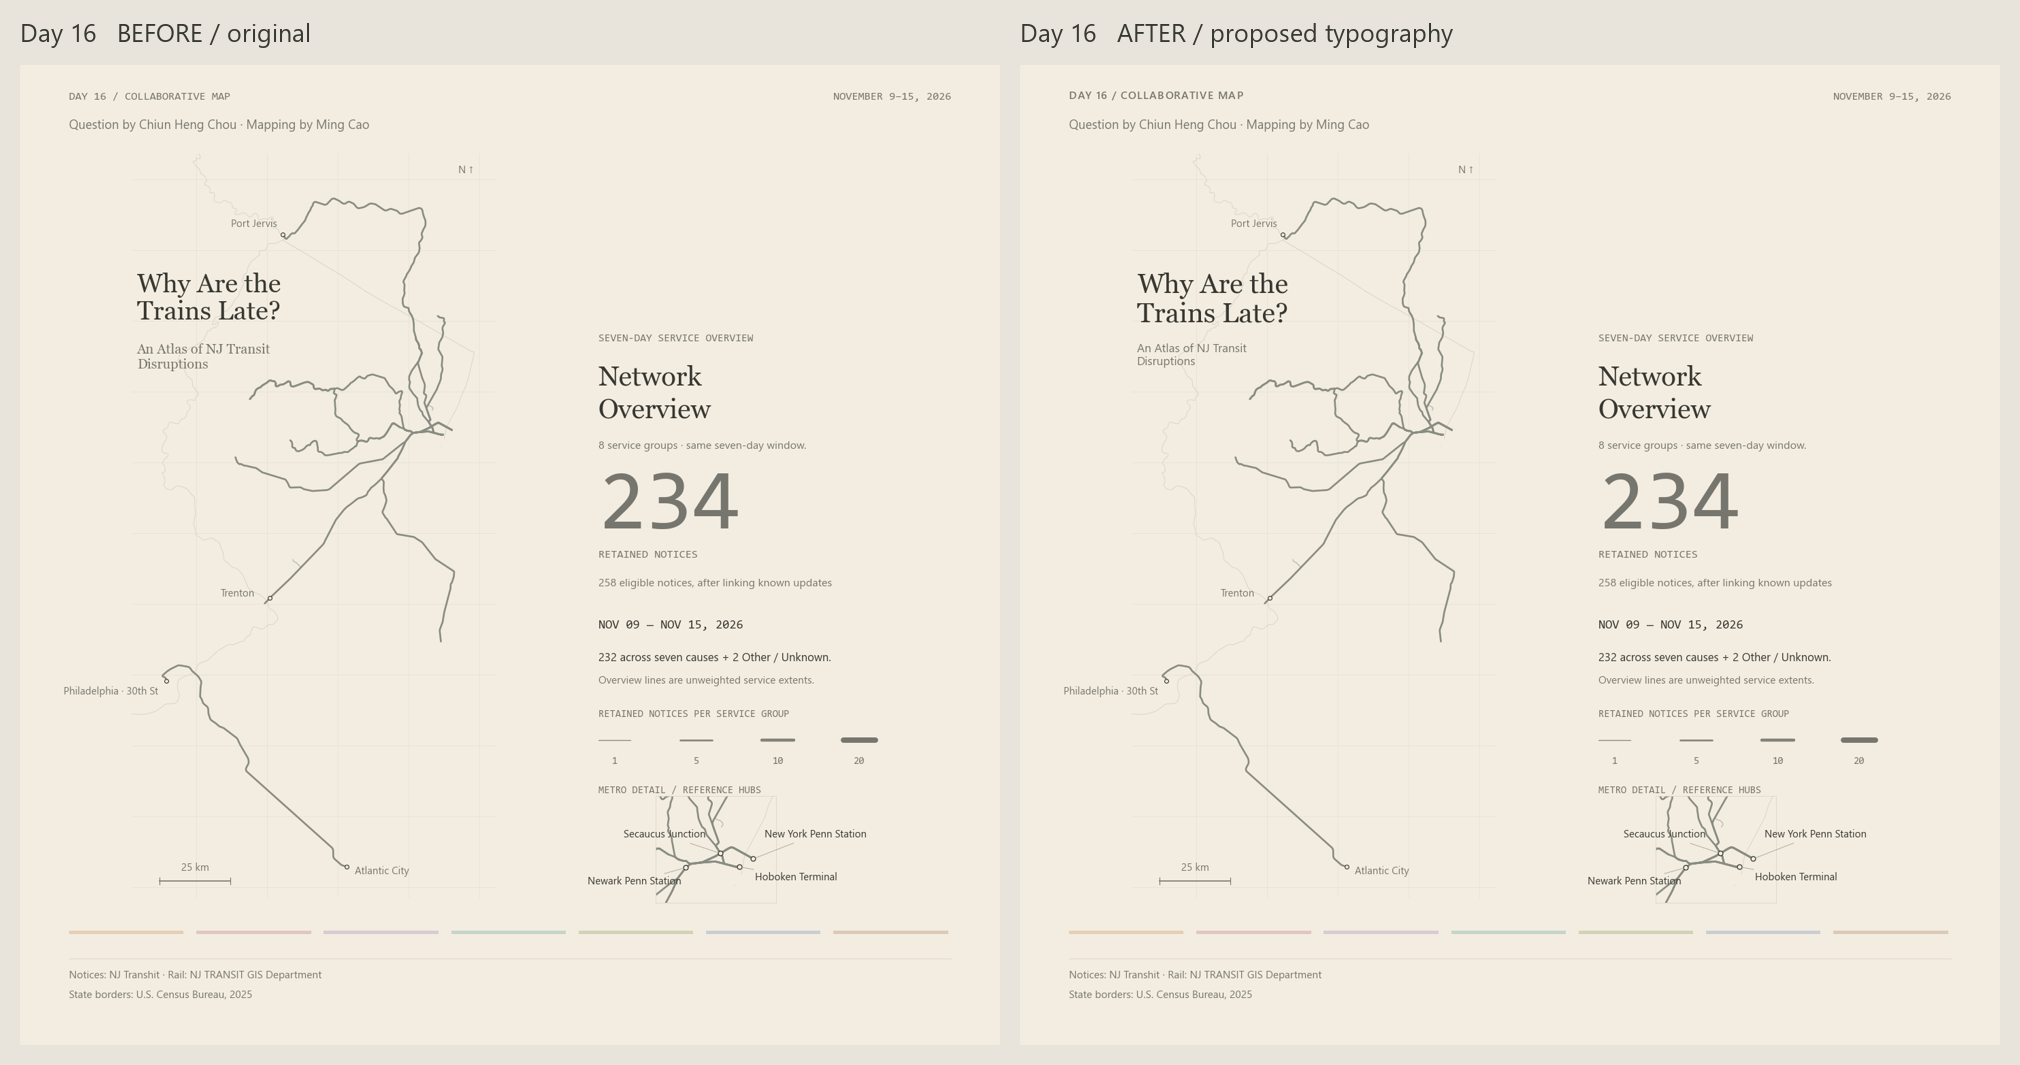 Day 16 BEFORE / original
DAY 16 / COLLABORATIVE MAP
NOVEMBER 9–15, 2026
Question by Chiun Heng Chou · Mapping by Ming Cao
N ↑
Port Jervis
Why Are the
Trains Late?
An Atlas of NJ Transit
Disruptions
Trenton
Philadelphia · 30th St
Atlantic City
25 km
SEVEN-DAY SERVICE OVERVIEW
Network
Overview
8 service groups · same seven-day window.
234
RETAINED NOTICES
258 eligible notices, after linking known updates
NOV 09 — NOV 15, 2026
232 across seven causes + 2 Other / Unknown.
Overview lines are unweighted service extents.
RETAINED NOTICES PER SERVICE GROUP
1 5 10 20
METRO DETAIL / REFERENCE HUBS
Secaucus Junction
New York Penn Station
Newark Penn Station
Hoboken Terminal
Notices: NJ Transhit · Rail: NJ TRANSIT GIS Department
State borders: U.S. Census Bureau, 2025
Day 16 AFTER / proposed typography
DAY 16 / COLLABORATIVE MAP
NOVEMBER 9–15, 2026
Question by Chiun Heng Chou · Mapping by Ming Cao
N ↑
Port Jervis
Why Are the
Trains Late?
An Atlas of NJ Transit
Disruptions
Trenton
Philadelphia · 30th St
Atlantic City
25 km
SEVEN-DAY SERVICE OVERVIEW
Network
Overview
8 service groups · same seven-day window.
234
RETAINED NOTICES
258 eligible notices, after linking known updates
NOV 09 — NOV 15, 2026
232 across seven causes + 2 Other / Unknown.
Overview lines are unweighted service extents.
RETAINED NOTICES PER SERVICE GROUP
1 5 10 20
METRO DETAIL / REFERENCE HUBS
Secaucus Junction
New York Penn Station
Newark Penn Station
Hoboken Terminal
Notices: NJ Transhit · Rail: NJ TRANSIT GIS Department
State borders: U.S. Census Bureau, 2025